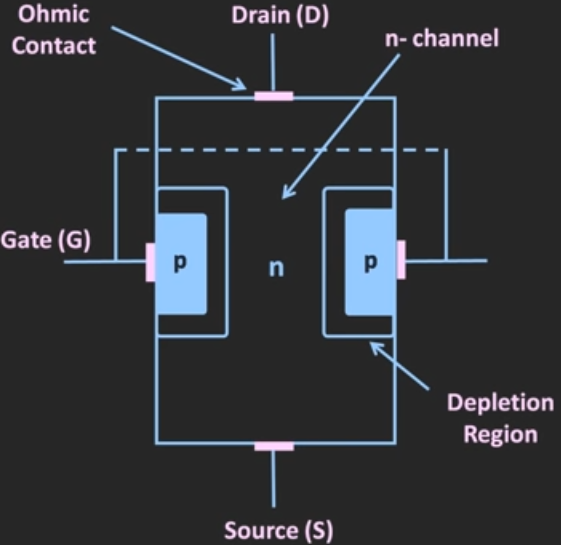 Ohmic
Contact
Drain (D)
n- channel
Gate (G)
p
n
p
Depletion
Region
Source (S)